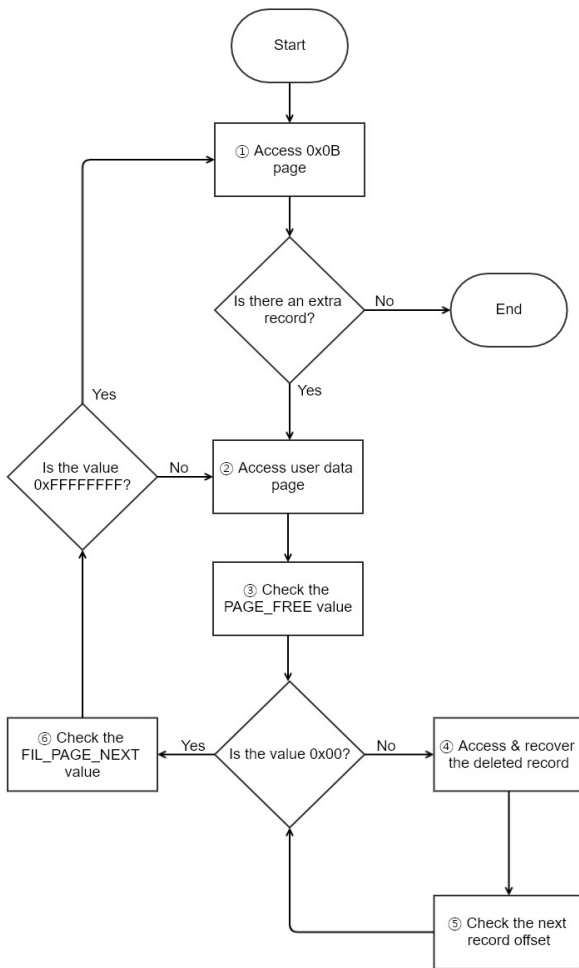 Start
① Access 0x0B
page
Is there an extra
record?
No
End
Yes
Yes
Is the value
0xFFFFFFFF?
No
② Access user data
page
③ Check the
PAGE_FREE value
⑥ Check the
FIL_PAGE_NEXT
value
Yes
Is the value 0x00?
No
④ Access & recover
the deleted record
⑤ Check the next
record offset